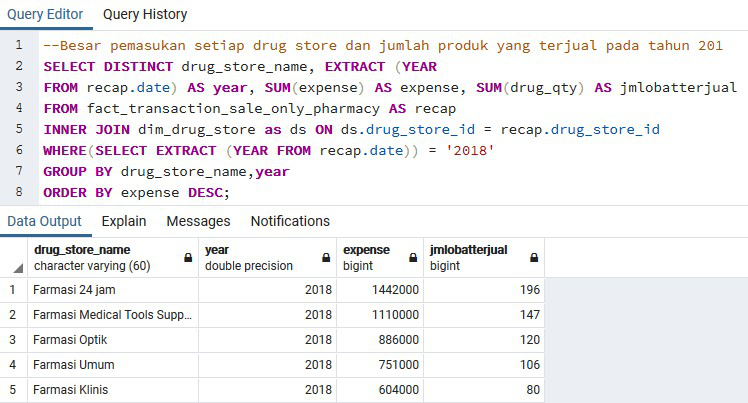 Query Editor Query History
1 --Besar pemasukan setiap drug store dan jumlah produk yang terjual pada tahun 201
2 SELECT DISTINCT drug_store_name, EXTRACT (YEAR
3 FROM recap.date) AS year, SUM(expense) AS expense, SUM(drug_qty) AS jmlobatterjual
4 FROM fact_transaction_sale_only_pharmacy AS recap
5 INNER JOIN dim_drug_store as ds ON ds.drug_store_id = recap.drug_store_id
6 WHERE(SELECT EXTRACT (YEAR FROM recap.date)) = '2018'
7 GROUP BY drug_store_name,year
8 ORDER BY expense DESC;
Data Output Explain Messages Notifications
drug_store_name year expense jmlobatterjual
character varying (60) double precision bigint bigint
1 Farmasi 24 jam 2018 1442000 196
2 Farmasi Medical Tools Supp... 2018 1110000 147
3 Farmasi Optik 2018 886000 120
4 Farmasi Umum 2018 751000 106
5 Farmasi Klinis 2018 604000 80